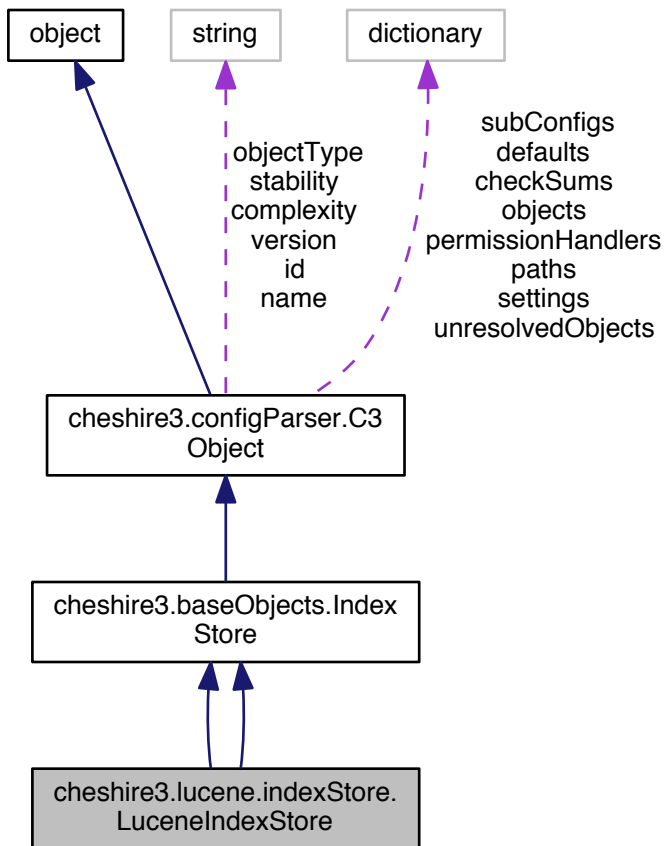 object
string
dictionary
objectType
stability
complexity
version
id
name
subConfigs
defaults
checkSums
objects
permissionHandlers
paths
settings
unresolvedObjects
cheshire3.configParser.C3
Object
cheshire3.baseObjects.Index
Store
cheshire3.lucene.indexStore.
LuceneIndexStore